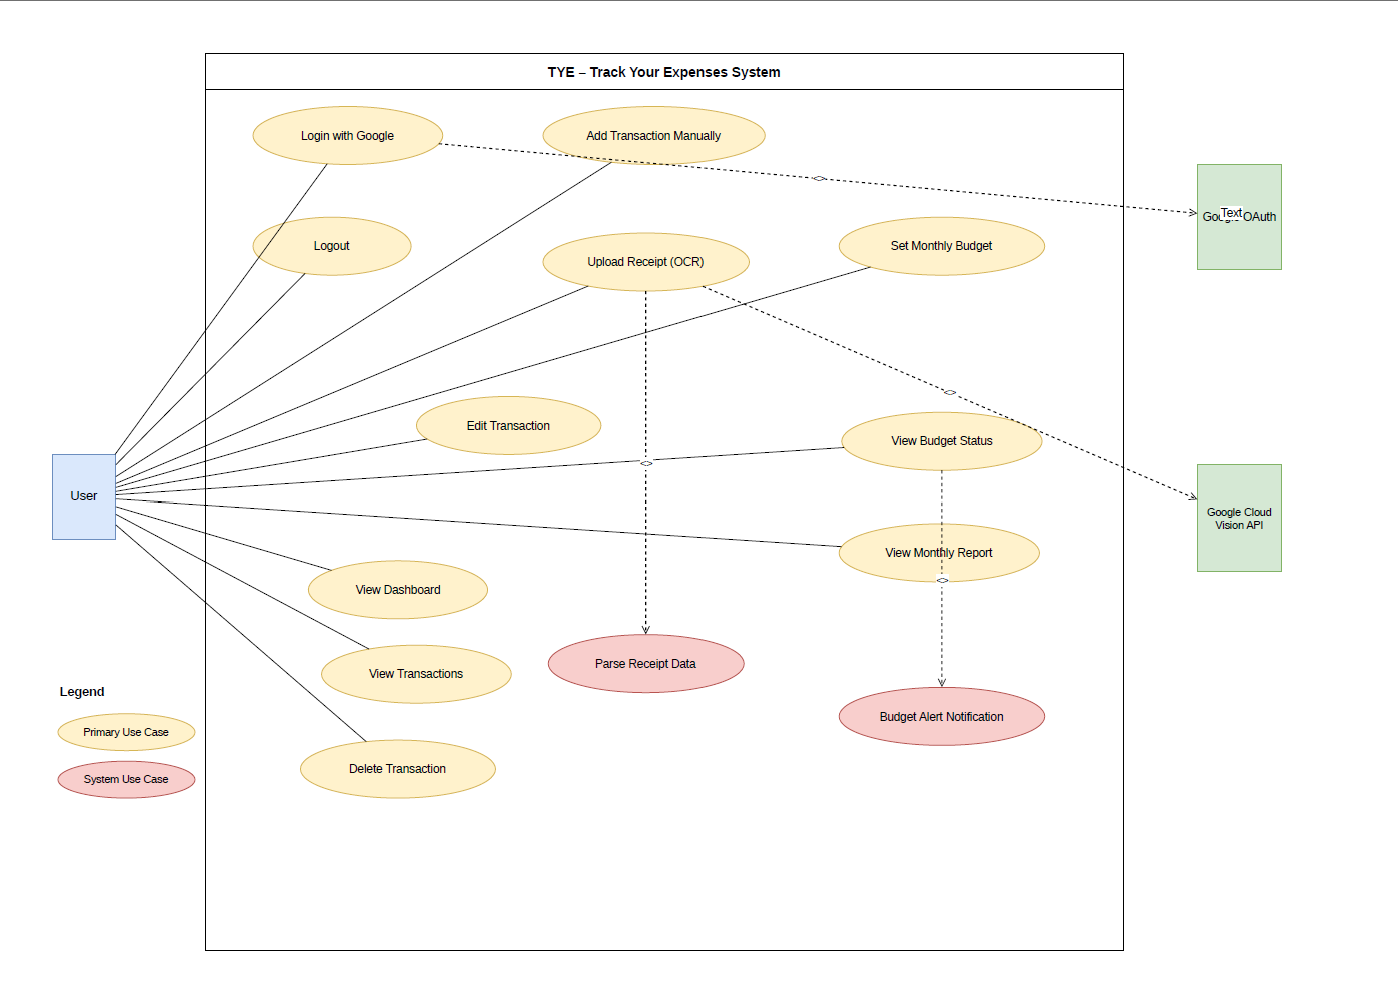 TYE – Track Your Expenses System
Login with Google
Add Transaction Manually
Logout
Upload Receipt (OCR)
Set Monthly Budget
Google OAuth
Text
Edit Transaction
View Budget Status
User
Google Cloud
Vision API
View Monthly Report
View Dashboard
View Transactions
Parse Receipt Data
Legend
Budget Alert Notification
Primary Use Case
Delete Transaction
System Use Case